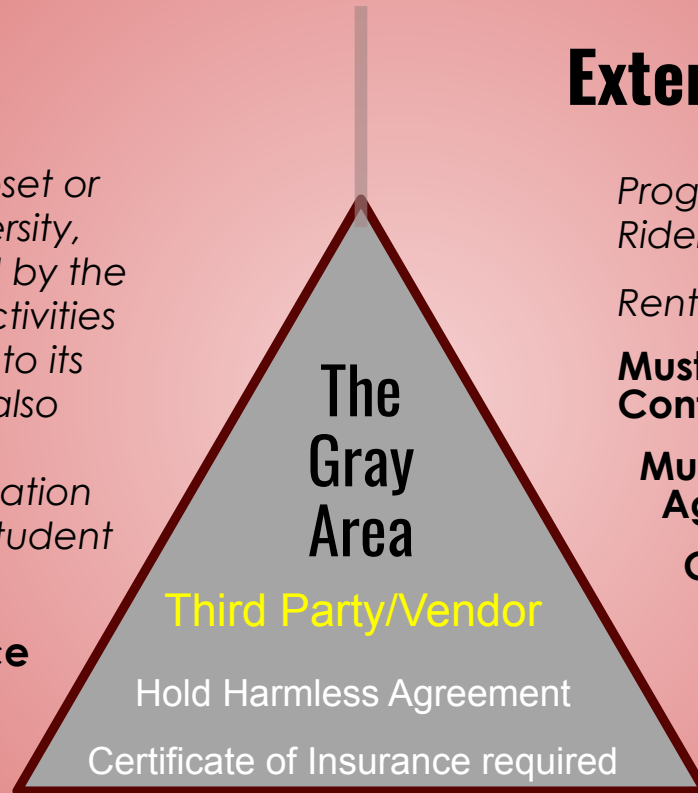 set or
ersity,
by the
ctivities
to its
also
ation
tudent
ce
The
Gray
Area
Third Party/Vendor
Hold Harmless Agreement
Certificate of Insurance required
Exter
Prog
Ride
Rent
Must
Cont
Mu
Ag